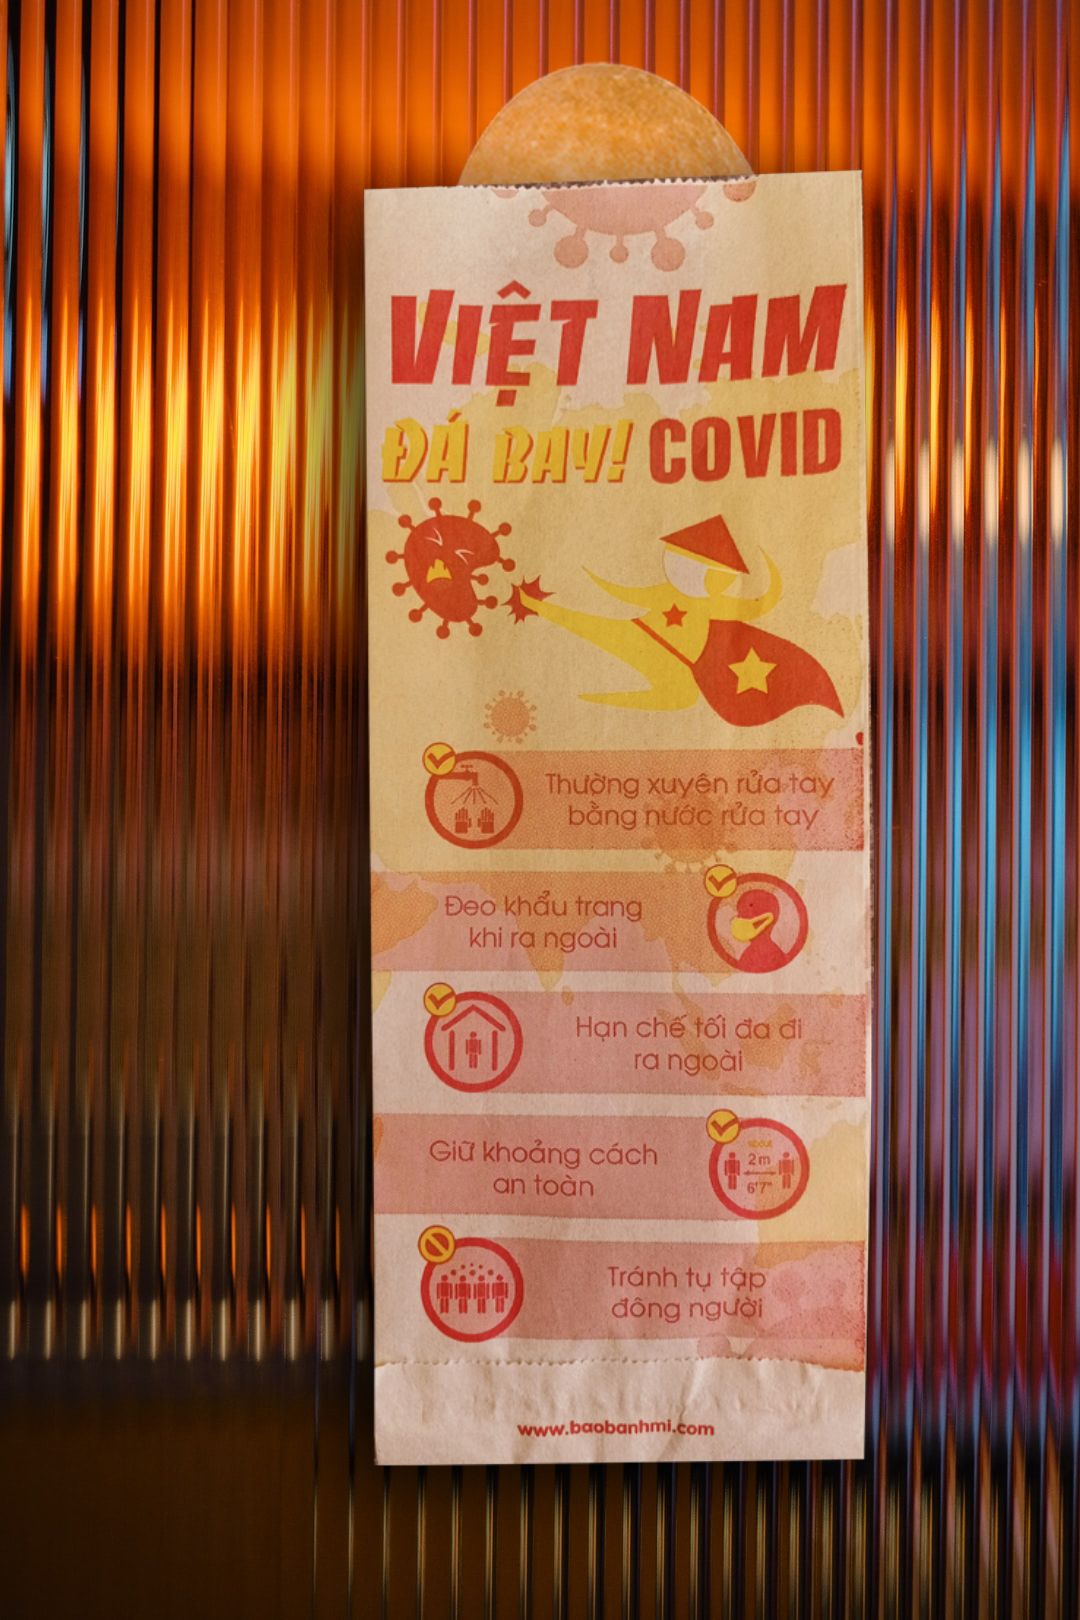 VIỆT NAM
ĐÁ BAY! COVID
Thường xuyên rửa tay
bằng nước rửa tay
Đeo khẩu trang
khi ra ngoài
Hạn chế tối đa đi
ra ngoài
Giữ khoảng cách
an toàn
about
2m
6'7"
Tránh tụ tập
đông người
www.baobanhmi.com